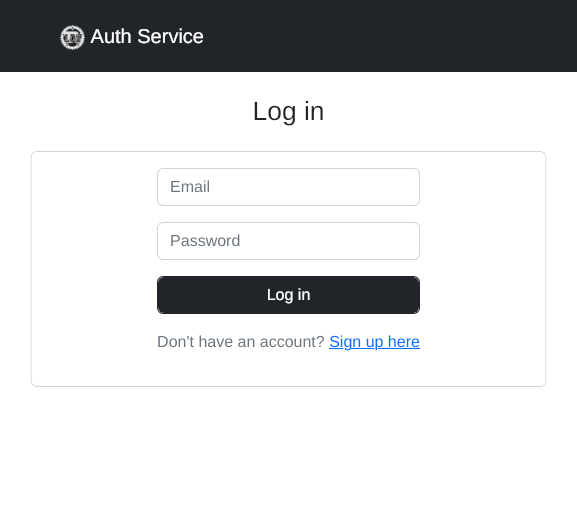 Auth Service
Log in
Email
Password
Log in
Don't have an account? Sign up here